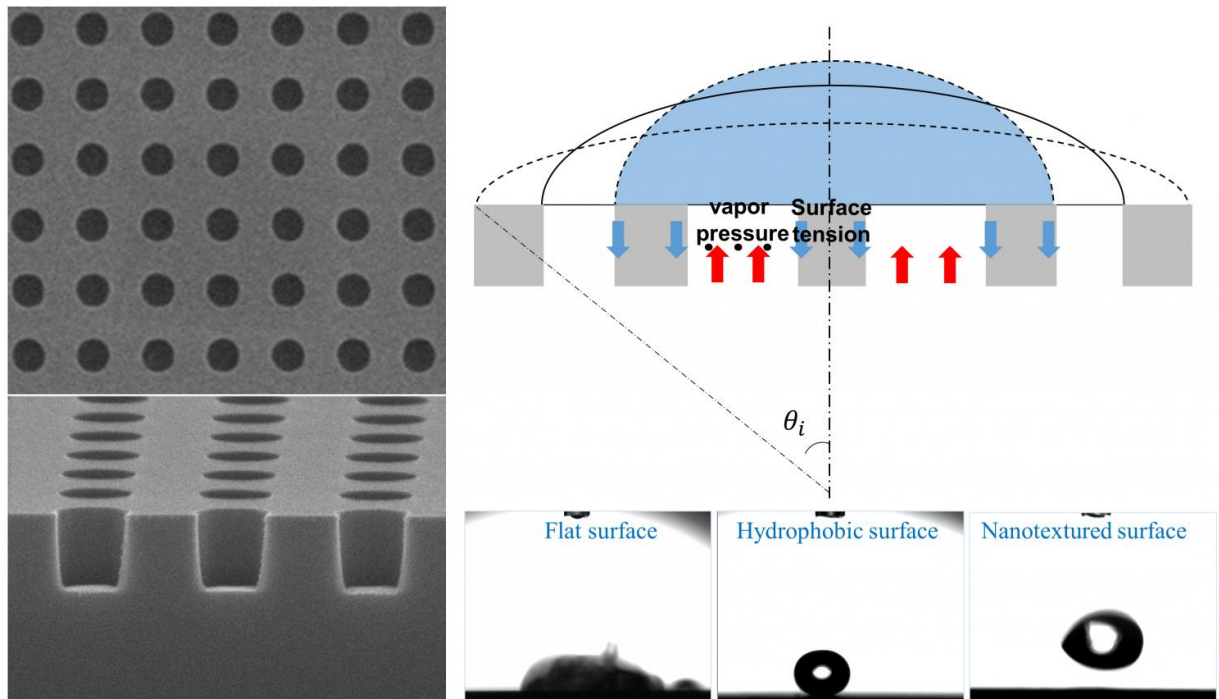 vapor
pressure
Surface
tension
θᵢ
Flat surface
Hydrophobic surface
Nanotextured surface